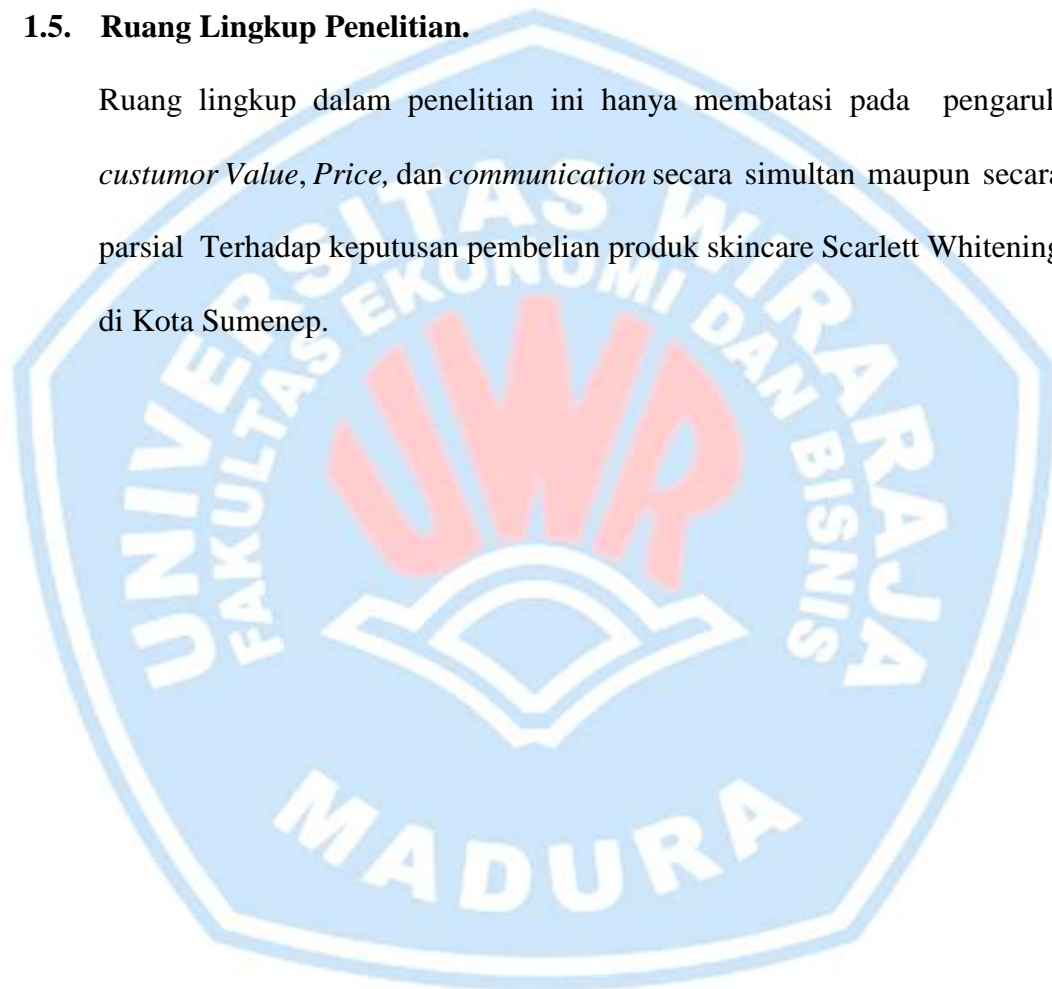 1.5. Ruang Lingkup Penelitian.
Ruang lingkup dalam penelitian ini hanya membatasi pada pengaruh
custumor Value, Price, dan communication secara simultan maupun secara
parsial Terhadap keputusan pembelian produk skincare Scarlett Whitening
di Kota Sumenep.
UNIVERSITAS WIRARAJA
FAKULTAS EKONOMI DAN BISNIS
UWR
MADURA